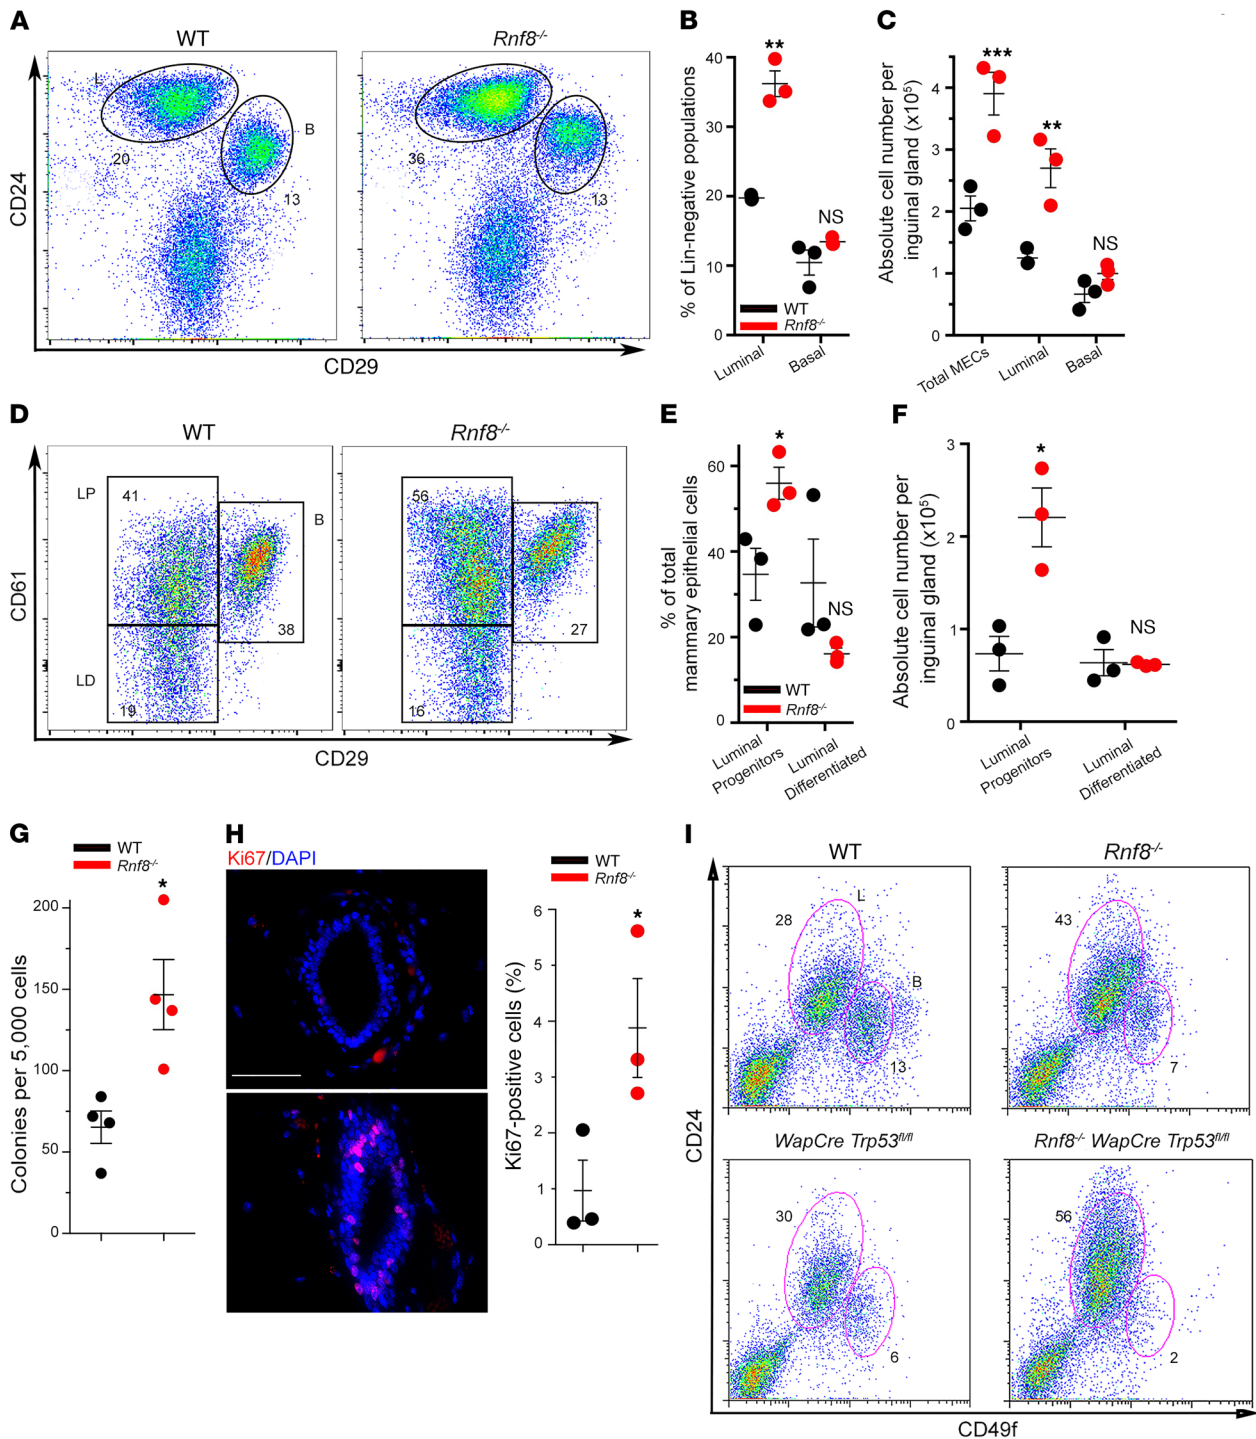 A
WT
Rnf8-/-
L
B
20
13
36
13
CD24
CD29
B
% of Lin-negative populations
40
30
20
10
0
**
NS
WT
Rnf8-/-
Luminal
Basal
C
Absolute cell number per
inguinal gland (x10⁵)
4
3
2
1
0
***
**
NS
Total MECs
Luminal
Basal
D
WT
Rnf8-/-
LP
41
B
38
LD
19
56
27
16
CD61
CD29
E
% of total
mammary epithelial cells
60
40
20
0
*
NS
WT
Rnf8-/-
Luminal
Progenitors
Luminal
Differentiated
F
Absolute cell number per
inguinal gland (x10⁵)
3
2
1
0
*
NS
Luminal
Progenitors
Luminal
Differentiated
G
WT
Rnf8-/-
*
Colonies per 5,000 cells
200
150
100
50
0
H
Ki67/DAPI
WT
Rnf8-/-
*
Ki67-positive cells (%)
6
5
4
3
2
1
0
I
WT
Rnf8-/-
28
L
B
13
43
7
WapCre Trp53fl/fl
Rnf8-/- WapCre Trp53fl/fl
30
6
56
2
CD24
CD49f